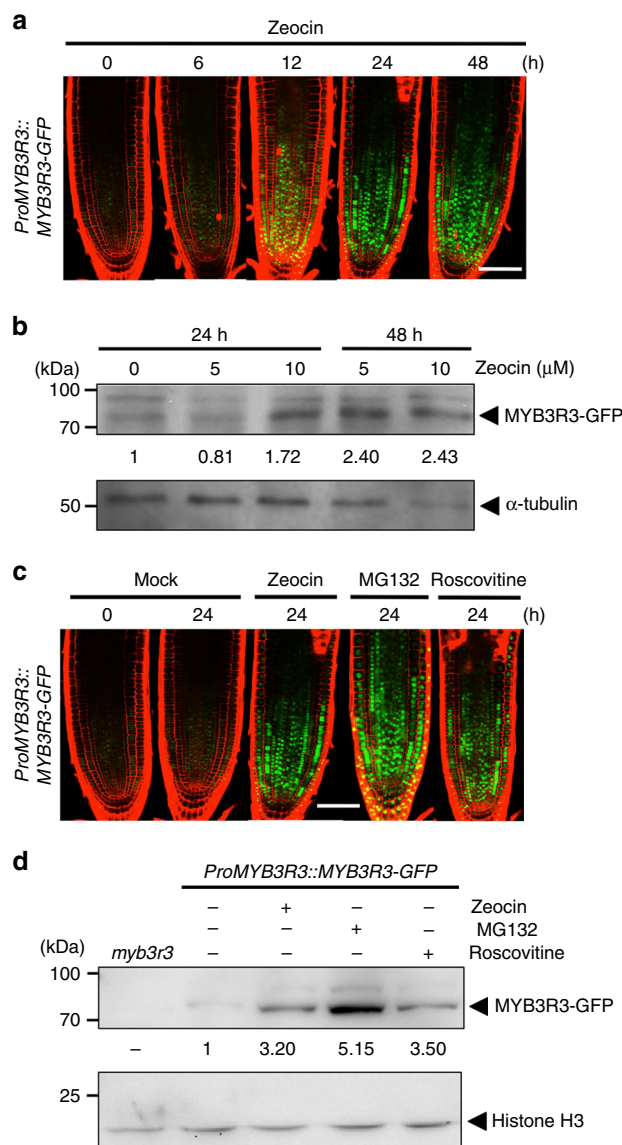 a
Zeocin
0 6 12 24 48 (h)
ProMYB3R3::
MYB3R3-GFP
b
24 h 48 h
(kDa) 0 5 10 5 10 Zeocin (μM)
100
MYB3R3-GFP
70
1 0.81 1.72 2.40 2.43
50 α-tubulin
c
Mock Zeocin MG132 Roscovitine
0 24 24 24 24 (h)
ProMYB3R3::
MYB3R3-GFP
d
ProMYB3R3::MYB3R3-GFP
– + – – Zeocin
– – + – MG132
(kDa) myb3r3 – – – + Roscovitine
100
MYB3R3-GFP
70
– 1 3.20 5.15 3.50
25
Histone H3